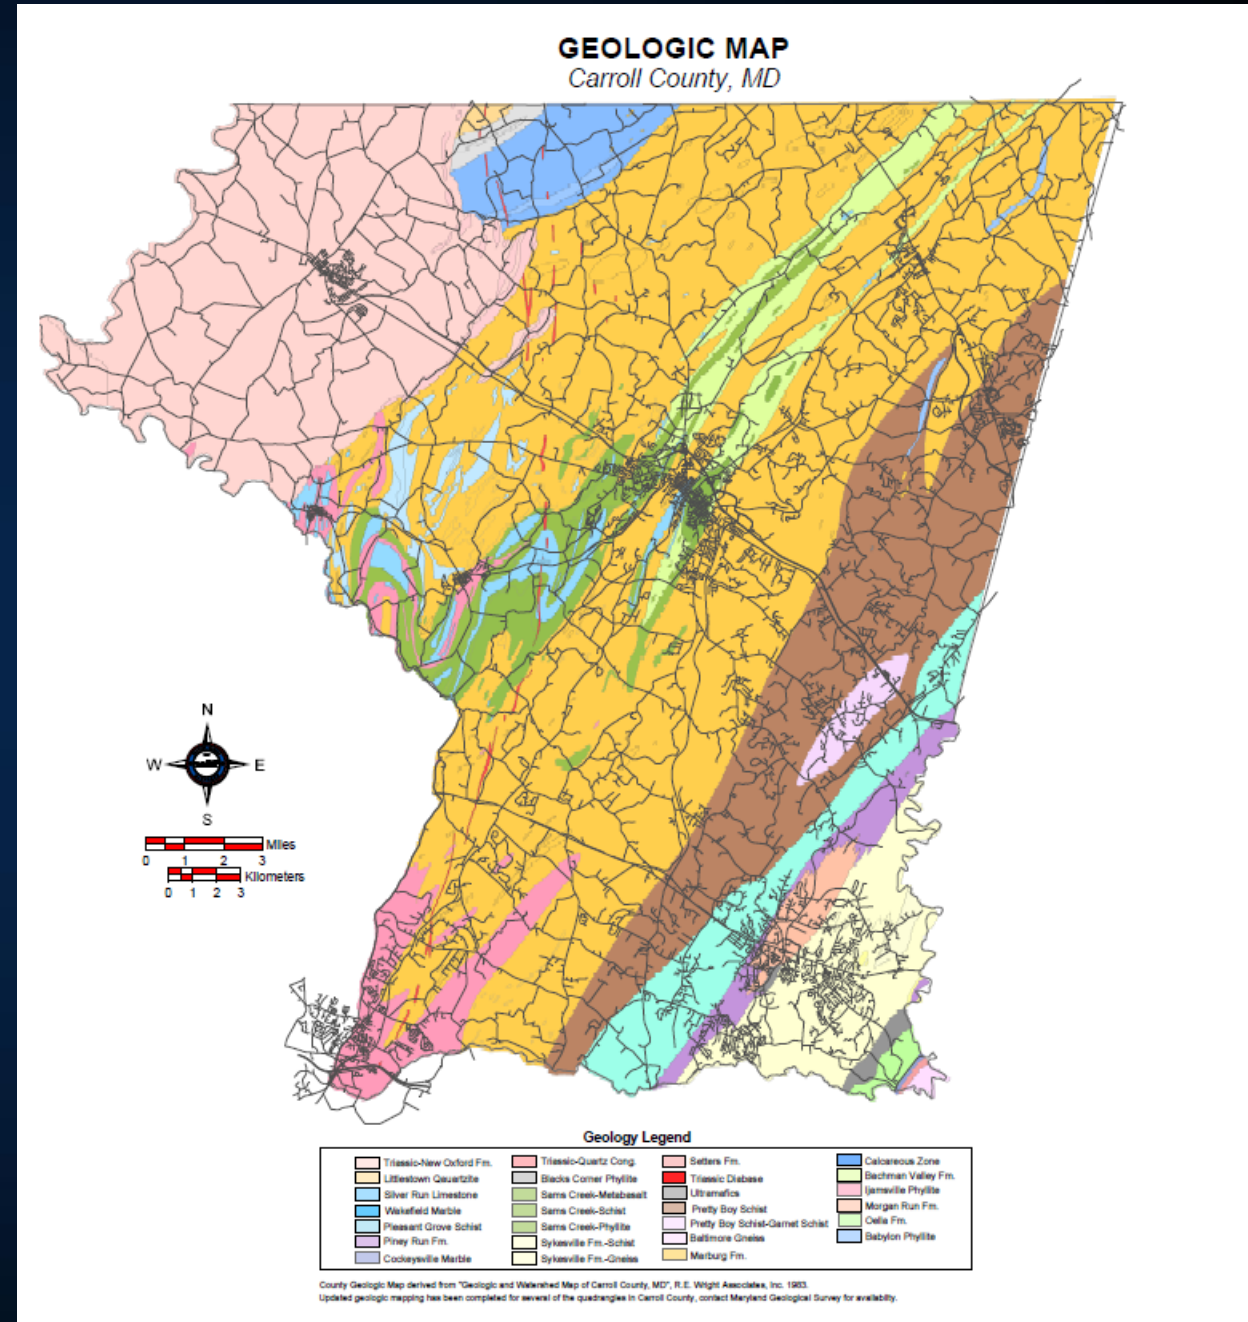 GEOLOGIC MAP
Carroll County, MD
N
W E
S
Miles
0 1 2 3
Kilometers
0 1 2 3
Geology Legend
Triassic-New Oxford Fm.
Littlestown Qauartzite
Silver Run Limestone
Wakefield Marble
Pleasant Grove Schist
Piney Run Fm.
Cockeysville Marble
Triassic-Quartz Cong.
Blacks Corner Phyllite
Sams Creek-Metabasalt
Sams Creek-Schist
Sams Creek-Phyllite
Sykesville Fm.-Schist
Sykesville Fm.-Gneiss
Setters Fm.
Triassic Diabase
Ultramafics
Pretty Boy Schist
Pretty Boy Schist-Garnet Schist
Baltimore Gneiss
Marburg Fm.
Calcareous Zone
Bachman Valley Fm.
Ijamsville Phyllite
Morgan Run Fm.
Oella Fm.
Babylon Phyllite
County Geologic Map derived from "Geologic and Watershed Map of Carroll County, MD", R.E. Wright Associates, Inc. 1983.
Updated geologic mapping has been completed for several of the quadrangles in Carroll County, contact Maryland Geological Survey for availability.